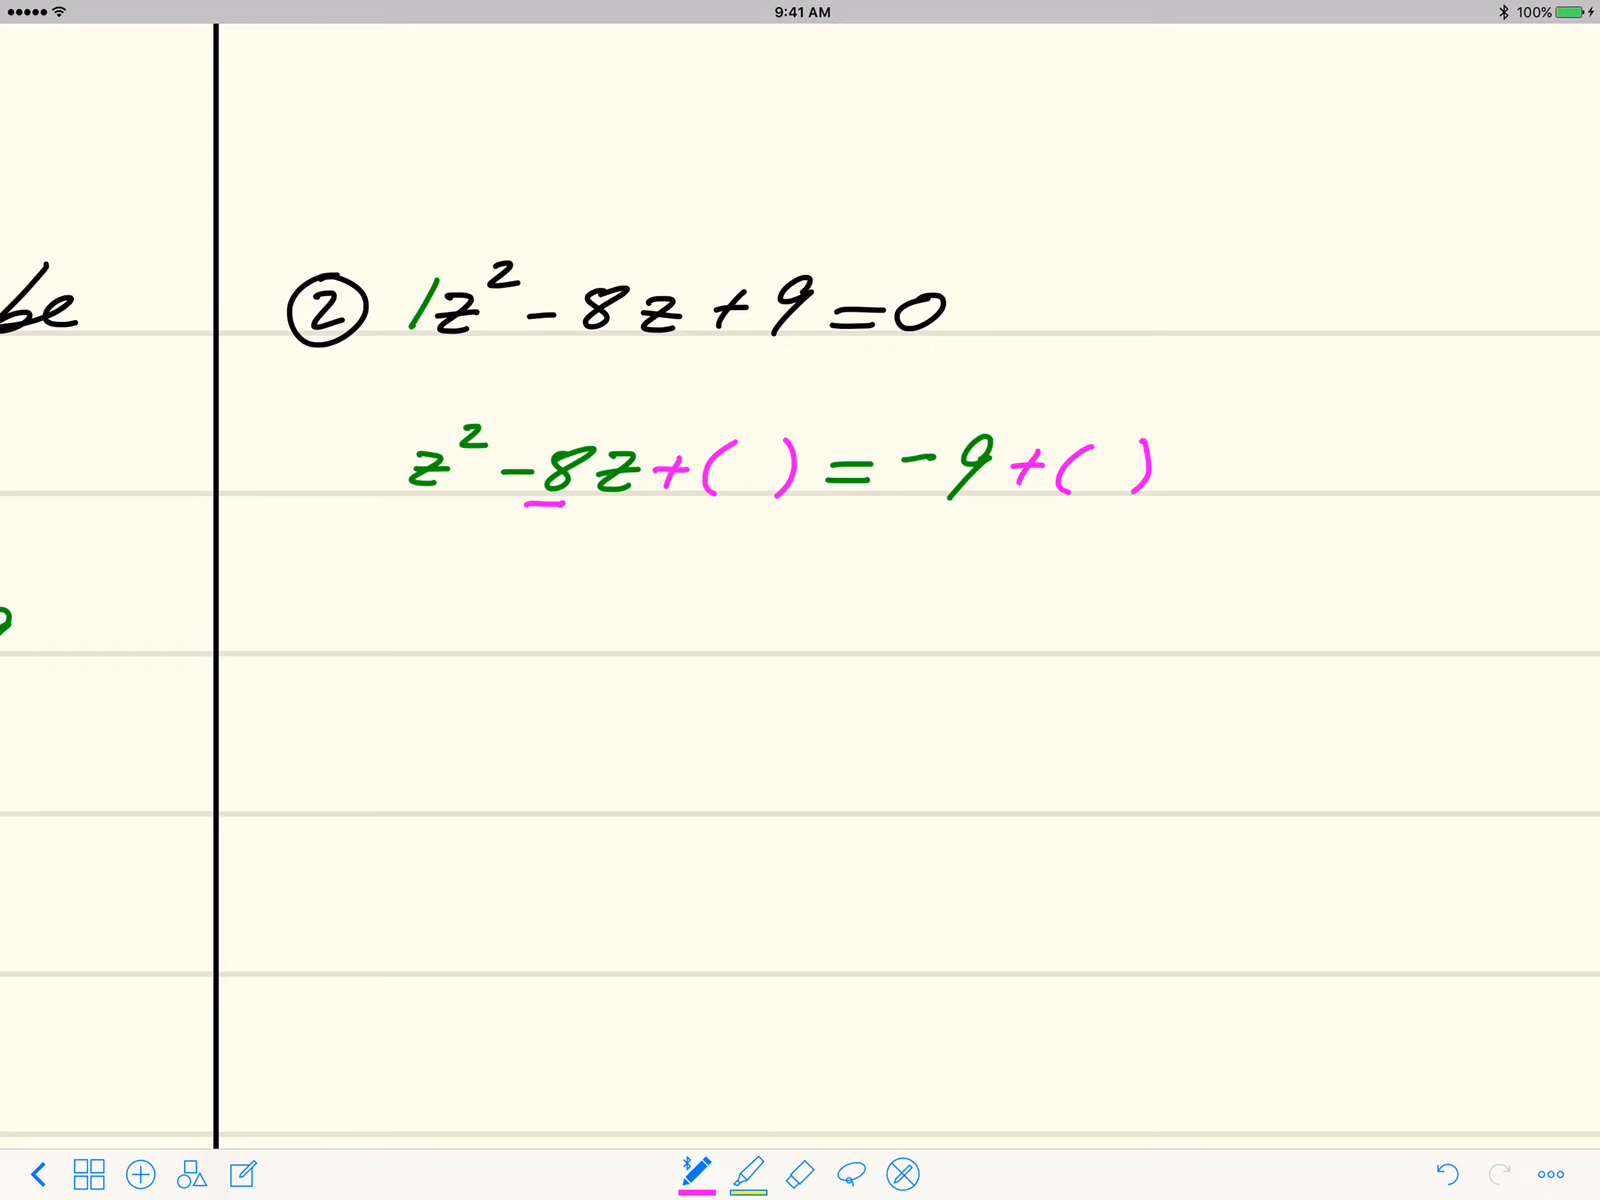 9:41 AM
100%
be
② 1z² - 8z + 9 = 0
z² - 8z + ( ) = -9 + ( )